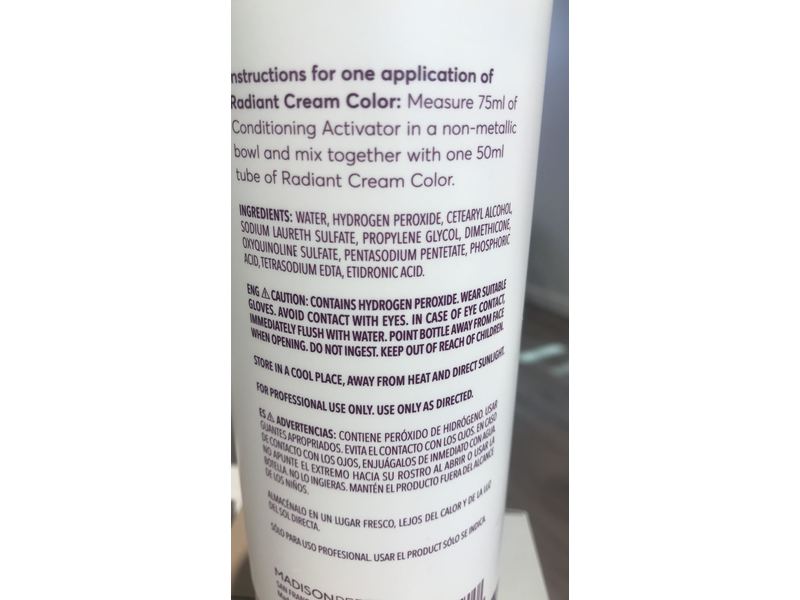 nstructions for one application of
Radiant Cream Color: Measure 75ml of
Conditioning Activator in a non-metallic
bowl and mix together with one 50ml
tube of Radiant Cream Color.
INGREDIENTS: WATER, HYDROGEN PEROXIDE, CETEARYL ALCOHOL,
SODIUM LAURETH SULFATE, PROPYLENE GLYCOL, DIMETHICONE,
OXYQUINOLINE SULFATE, PENTASODIUM PENTETATE, PHOSPHORIC
ACID, TETRASODIUM EDTA, ETIDRONIC ACID.
ENG ⚠ CAUTION: CONTAINS HYDROGEN PEROXIDE. WEAR SUITABLE
GLOVES. AVOID CONTACT WITH EYES. IN CASE OF EYE CONTACT,
IMMEDIATELY FLUSH WITH WATER. POINT BOTTLE AWAY FROM FACE
WHEN OPENING. DO NOT INGEST. KEEP OUT OF REACH OF CHILDREN.
STORE IN A COOL PLACE, AWAY FROM HEAT AND DIRECT SUNLIGHT.
FOR PROFESSIONAL USE ONLY. USE ONLY AS DIRECTED.
ES ⚠ ADVERTENCIAS: CONTIENE PERÓXIDO DE HIDRÓGENO. USAR
GUANTES APROPRIADOS. EVITA EL CONTACTO CON LOS OJOS. EN CASO
DE CONTACTO CON LOS OJOS, ENJUÁGALOS DE INMEDIATO CON AGUA.
NO APUNTE EL EXTREMO HACIA SU ROSTRO AL ABRIR O USAR LA
BOTELLA. NO LO INGIERAS. MANTÉN EL PRODUCTO FUERA DEL ALCANCE
DE LOS NIÑOS.
ALMACÉNALO EN UN LUGAR FRESCO, LEJOS DEL CALOR Y DE LA LUZ
DEL SOL DIRECTA.
SÓLO PARA USO PROFESIONAL. USAR EL PRODUCTO SÓLO SE INDICA.
MADISON
SAN FRAN